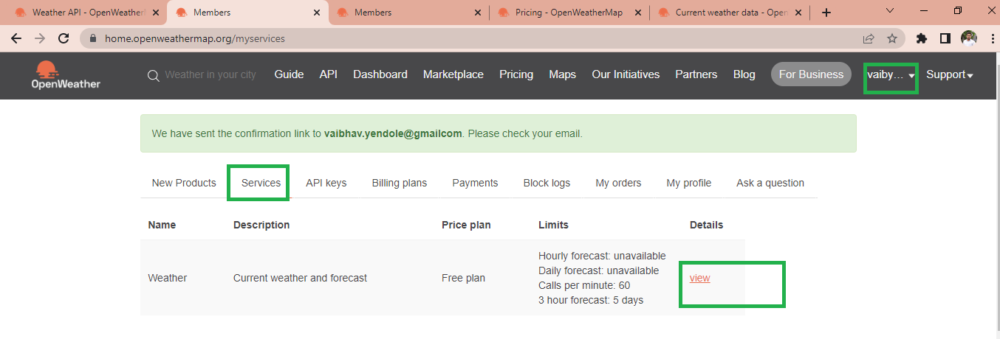 Weather API - OpenWeather
Members
Members
Pricing - OpenWeatherMap
Current weather data - Open
home.openweathermap.org/myservices
OpenWeather
Weather in your city
Guide
API
Dashboard
Marketplace
Pricing
Maps
Our Initiatives
Partners
Blog
For Business
vaiby...
Support
We have sent the confirmation link to vaibhav.yendole@gmailcom. Please check your email.
New Products
Services
API keys
Billing plans
Payments
Block logs
My orders
My profile
Ask a question
Name
Description
Price plan
Limits
Details
Weather
Current weather and forecast
Free plan
Hourly forecast: unavailable
Daily forecast: unavailable
Calls per minute: 60
3 hour forecast: 5 days
view